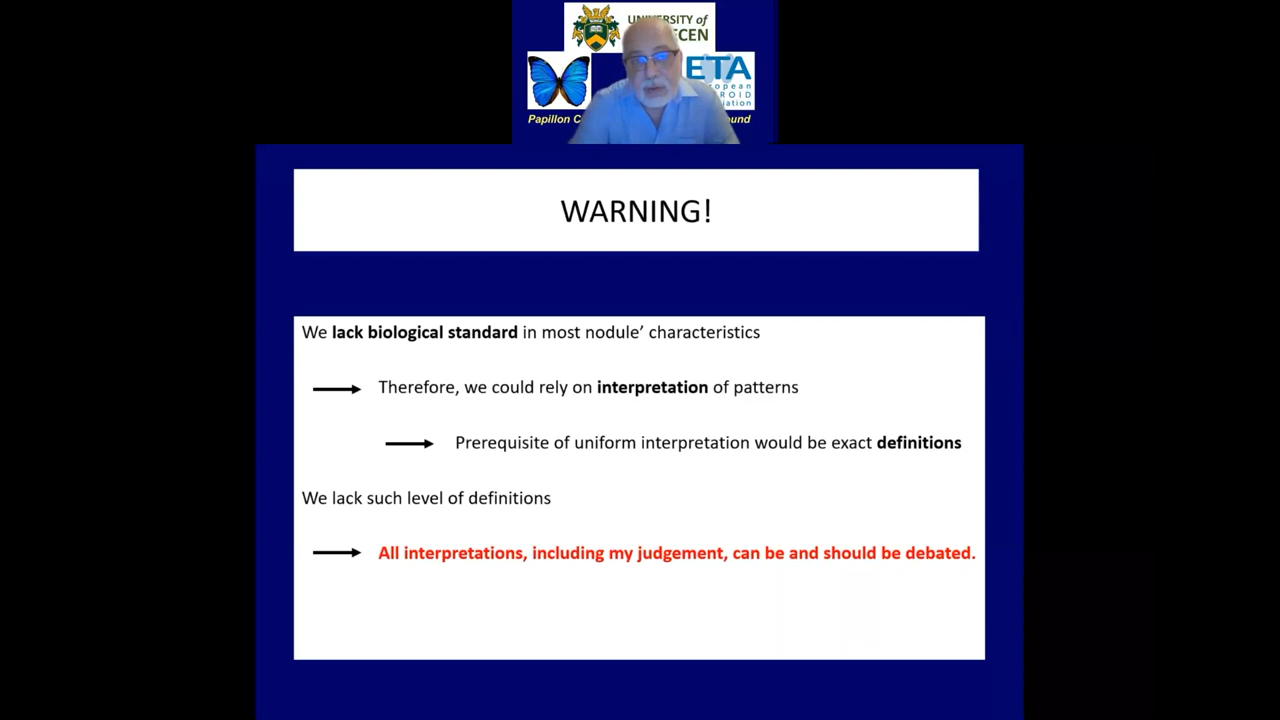 UNIVERSITY of
CEN
ETA
Papillon
WARNING!
We lack biological standard in most nodule’ characteristics
Therefore, we could rely on interpretation of patterns
Prerequisite of uniform interpretation would be exact definitions
We lack such level of definitions
All interpretations, including my judgement, can be and should be debated.